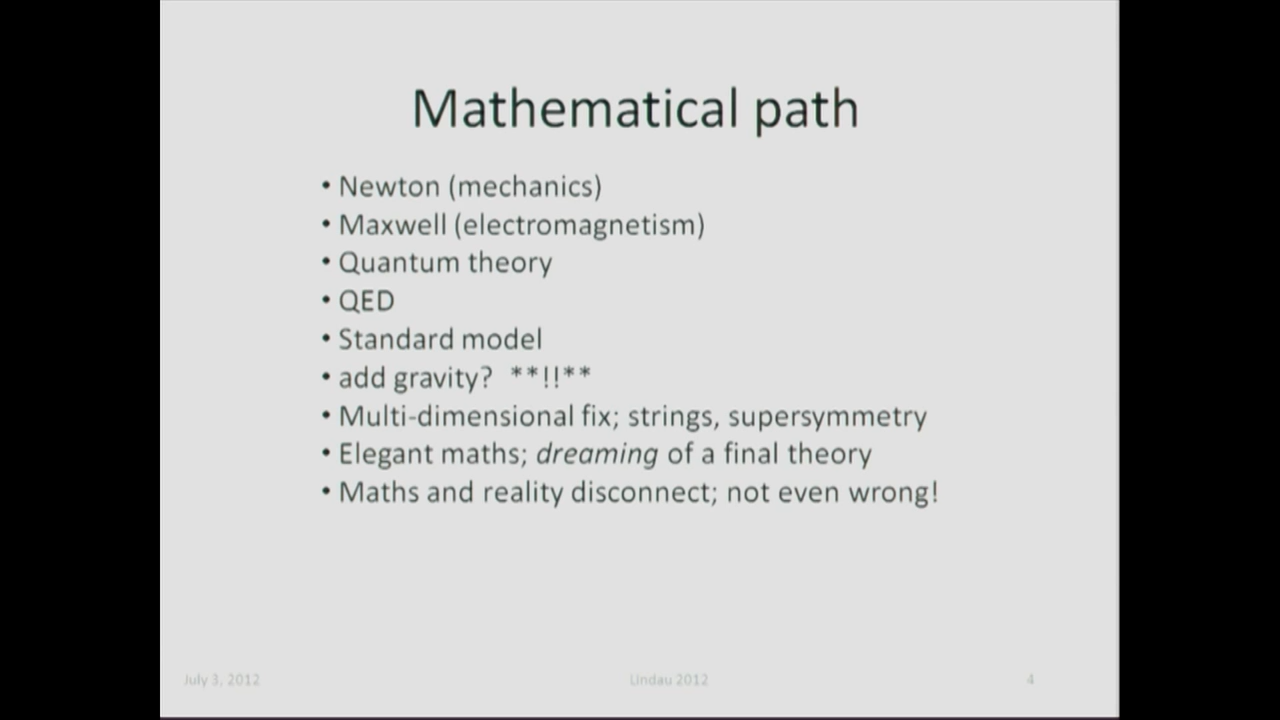 Mathematical path
• Newton (mechanics)
• Maxwell (electromagnetism)
• Quantum theory
• QED
• Standard model
• add gravity?  **!!**
• Multi-dimensional fix; strings, supersymmetry
• Elegant maths; dreaming of a final theory
• Maths and reality disconnect; not even wrong!
July 3, 2012
Lindau 2012
4